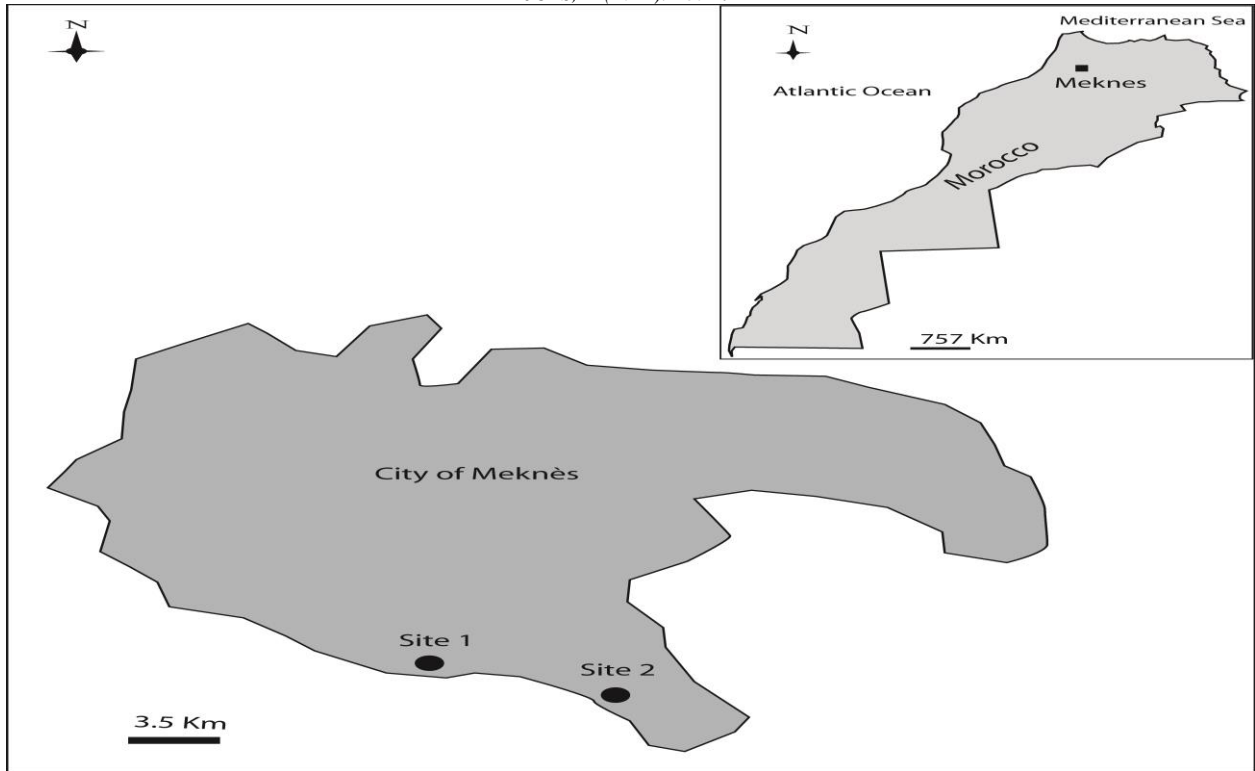 N
N
Mediterranean Sea
Atlantic Ocean
Meknes
Morocco
757 Km
City of Meknès
Site 1
Site 2
3.5 Km